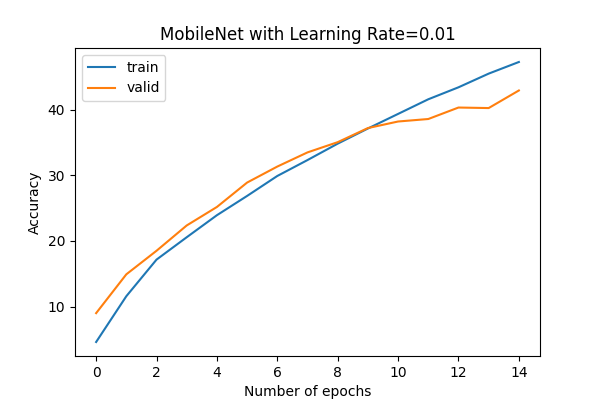 MobileNet with Learning Rate=0.01
train
valid
Accuracy
40
30
20
10
0 2 4 6 8 10 12 14
Number of epochs